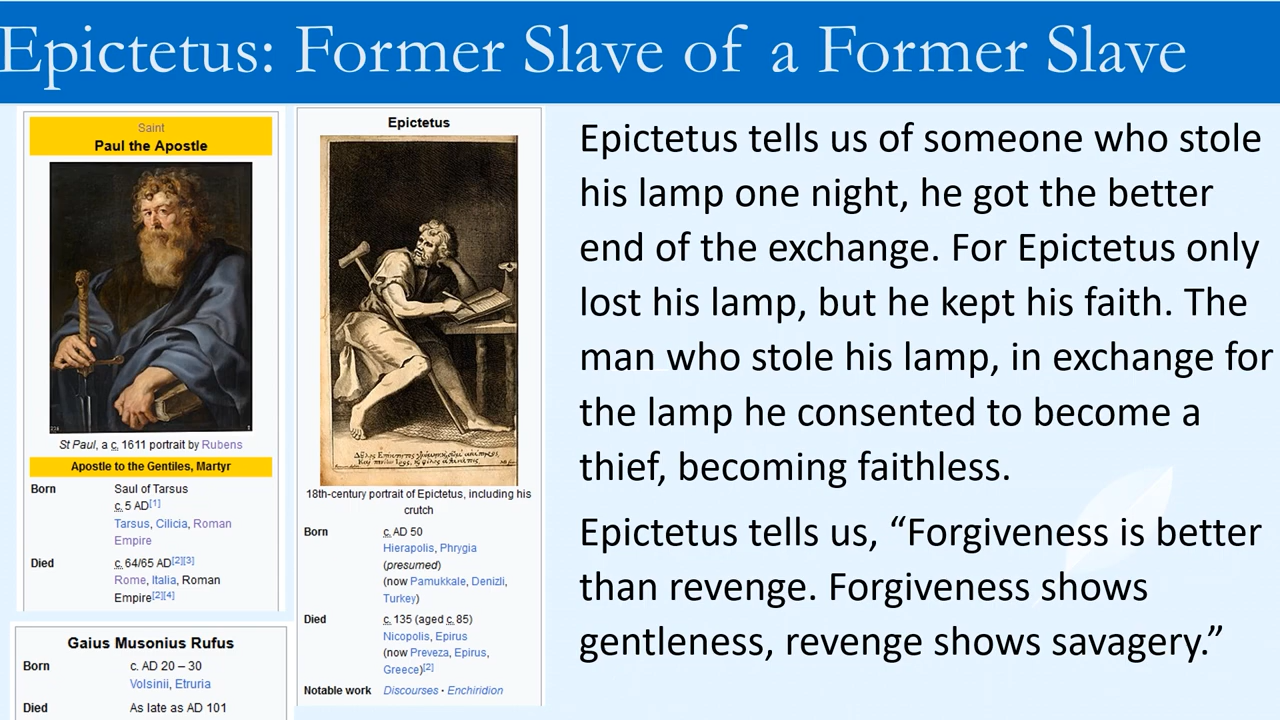 Epictetus: Former Slave of a Former Slave
Saint
Paul the Apostle
St Paul, a c. 1611 portrait by Rubens
Apostle to the Gentiles, Martyr
Born Saul of Tarsus
c. 5 AD[1]
Tarsus, Cilicia, Roman
Empire
Died c. 64/65 AD[2][3]
Rome, Italia, Roman
Empire[2][4]
Gaius Musonius Rufus
Born c. AD 20 – 30
Volsinii, Etruria
Died As late as AD 101
Epictetus
18th-century portrait of Epictetus, including his
crutch
Born c. AD 50
Hierapolis, Phrygia
(presumed)
(now Pamukkale, Denizli,
Turkey)
Died c. 135 (aged c. 85)
Nicopolis, Epirus
(now Preveza, Epirus,
Greece)[2]
Notable work Discourses · Enchiridion
Epictetus tells us of someone who stole
his lamp one night, he got the better
end of the exchange. For Epictetus only
lost his lamp, but he kept his faith. The
man who stole his lamp, in exchange for
the lamp he consented to become a
thief, becoming faithless.
Epictetus tells us, “Forgiveness is better
than revenge. Forgiveness shows
gentleness, revenge shows savagery.”